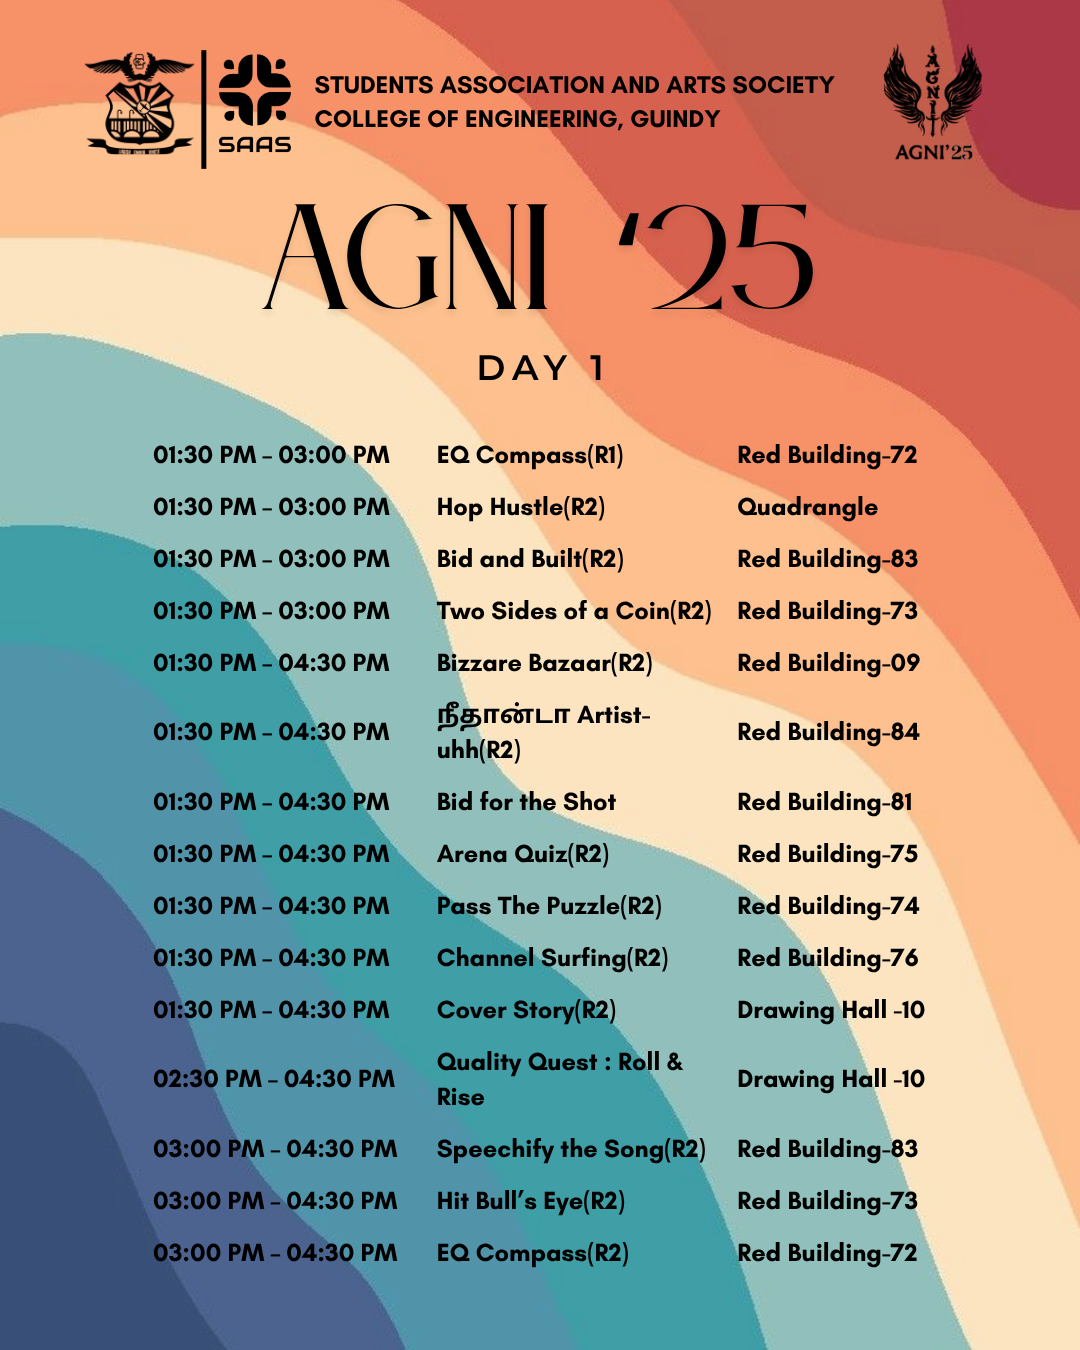 SAAS
STUDENTS ASSOCIATION AND ARTS SOCIETY
COLLEGE OF ENGINEERING, GUINDY
AGNI
AGNI'25
AGNI ‘25
DAY 1
01:30 PM – 03:00 PM EQ Compass(R1) Red Building-72
01:30 PM – 03:00 PM Hop Hustle(R2) Quadrangle
01:30 PM – 03:00 PM Bid and Built(R2) Red Building-83
01:30 PM – 03:00 PM Two Sides of a Coin(R2) Red Building-73
01:30 PM – 04:30 PM Bizzare Bazaar(R2) Red Building-09
01:30 PM – 04:30 PM நீதான்டா Artist-
uhh(R2) Red Building-84
01:30 PM – 04:30 PM Bid for the Shot Red Building-81
01:30 PM – 04:30 PM Arena Quiz(R2) Red Building-75
01:30 PM – 04:30 PM Pass The Puzzle(R2) Red Building-74
01:30 PM – 04:30 PM Channel Surfing(R2) Red Building-76
01:30 PM – 04:30 PM Cover Story(R2) Drawing Hall -10
02:30 PM – 04:30 PM Quality Quest : Roll &
Rise Drawing Hall -10
03:00 PM – 04:30 PM Speechify the Song(R2) Red Building-83
03:00 PM – 04:30 PM Hit Bull’s Eye(R2) Red Building-73
03:00 PM – 04:30 PM EQ Compass(R2) Red Building-72